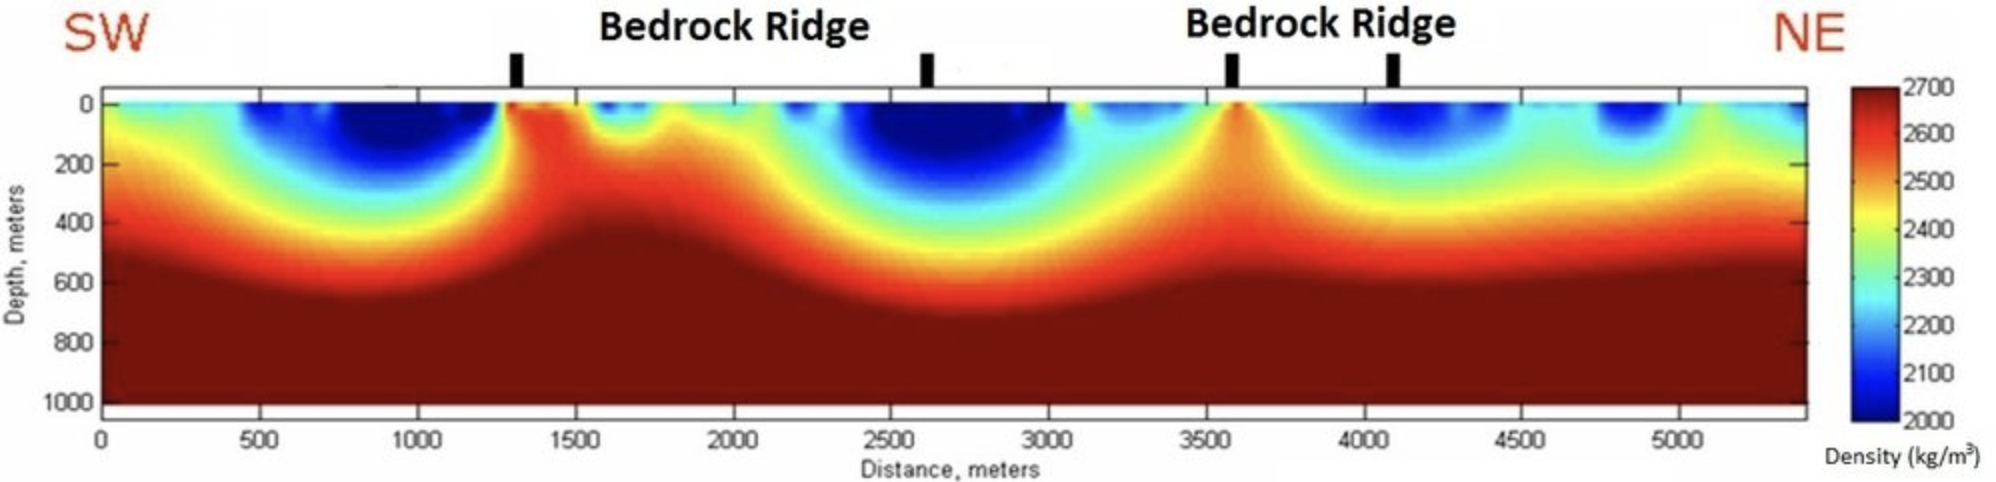 SW
Bedrock Ridge
Bedrock Ridge
NE
0
200
400
600
800
1000
Depth, meters
0 500 1000 1500 2000 2500 3000 3500 4000 4500 5000
Distance, meters
2700
2600
2500
2400
2300
2200
2100
2000
Density (kg/m³)